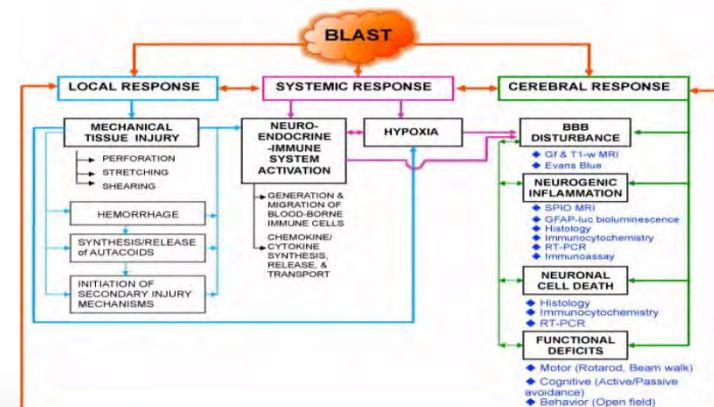 BLAST
LOCAL RESPONSE
SYSTEMIC RESPONSE
CEREBRAL RESPONSE
MECHANICAL
TISSUE INJURY
PERFORATION
STRETCHING
SHEARING
HEMORRHAGE
SYNTHESIS/RELEASE
of AUTACOIDS
INITIATION OF
SECONDARY INJURY
MECHANISMS
NEURO-
ENDOCRINE
-IMMUNE
SYSTEM
ACTIVATION
GENERATION &
MIGRATION OF
BLOOD-BORNE
IMMUNE CELLS
CHEMOKINE/
CYTOKINE
SYNTHESIS,
RELEASE, &
TRANSPORT
HYPOXIA
BBB
DISTURBANCE
◆ Gf & T1-w MRI
◆ Evans Blue
NEUROGENIC
INFLAMMATION
◆ SPIO MRI
◆ GFAP-luc bioluminescence
◆ Histology
◆ Immunocytochemistry
◆ RT-PCR
◆ Immunoassay
NEURONAL
CELL DEATH
◆ Histology
◆ Immunocytochemistry
◆ RT-PCR
FUNCTIONAL
DEFICITS
◆ Motor (Rotarod, Beam walk)
◆ Cognitive (Active/Passive
avoidance)
◆ Behavior (Open field)